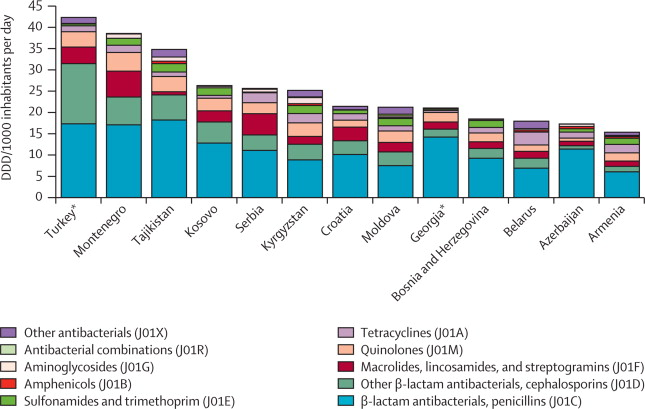 DDD/1000 inhabitants per day
45
40
35
30
25
20
15
10
5
0
Turkey*
Montenegro
Tajikistan
Kosovo
Serbia
Kyrgyzstan
Croatia
Moldova
Georgia*
Bosnia and Herzegovina
Belarus
Azerbaijan
Armenia
Other antibacterials (J01X)
Antibacterial combinations (J01R)
Aminoglycosides (J01G)
Amphenicols (J01B)
Sulfonamids and trimethoprim (J01E)
Tetracyclines (J01A)
Quinolones (J01M)
Macrolides, lincosamides, and streptogramins (J01F)
Other β-lactam antibacterials, cephalosporins (J01D)
β-lactam antibacterials, penicillins (J01C)